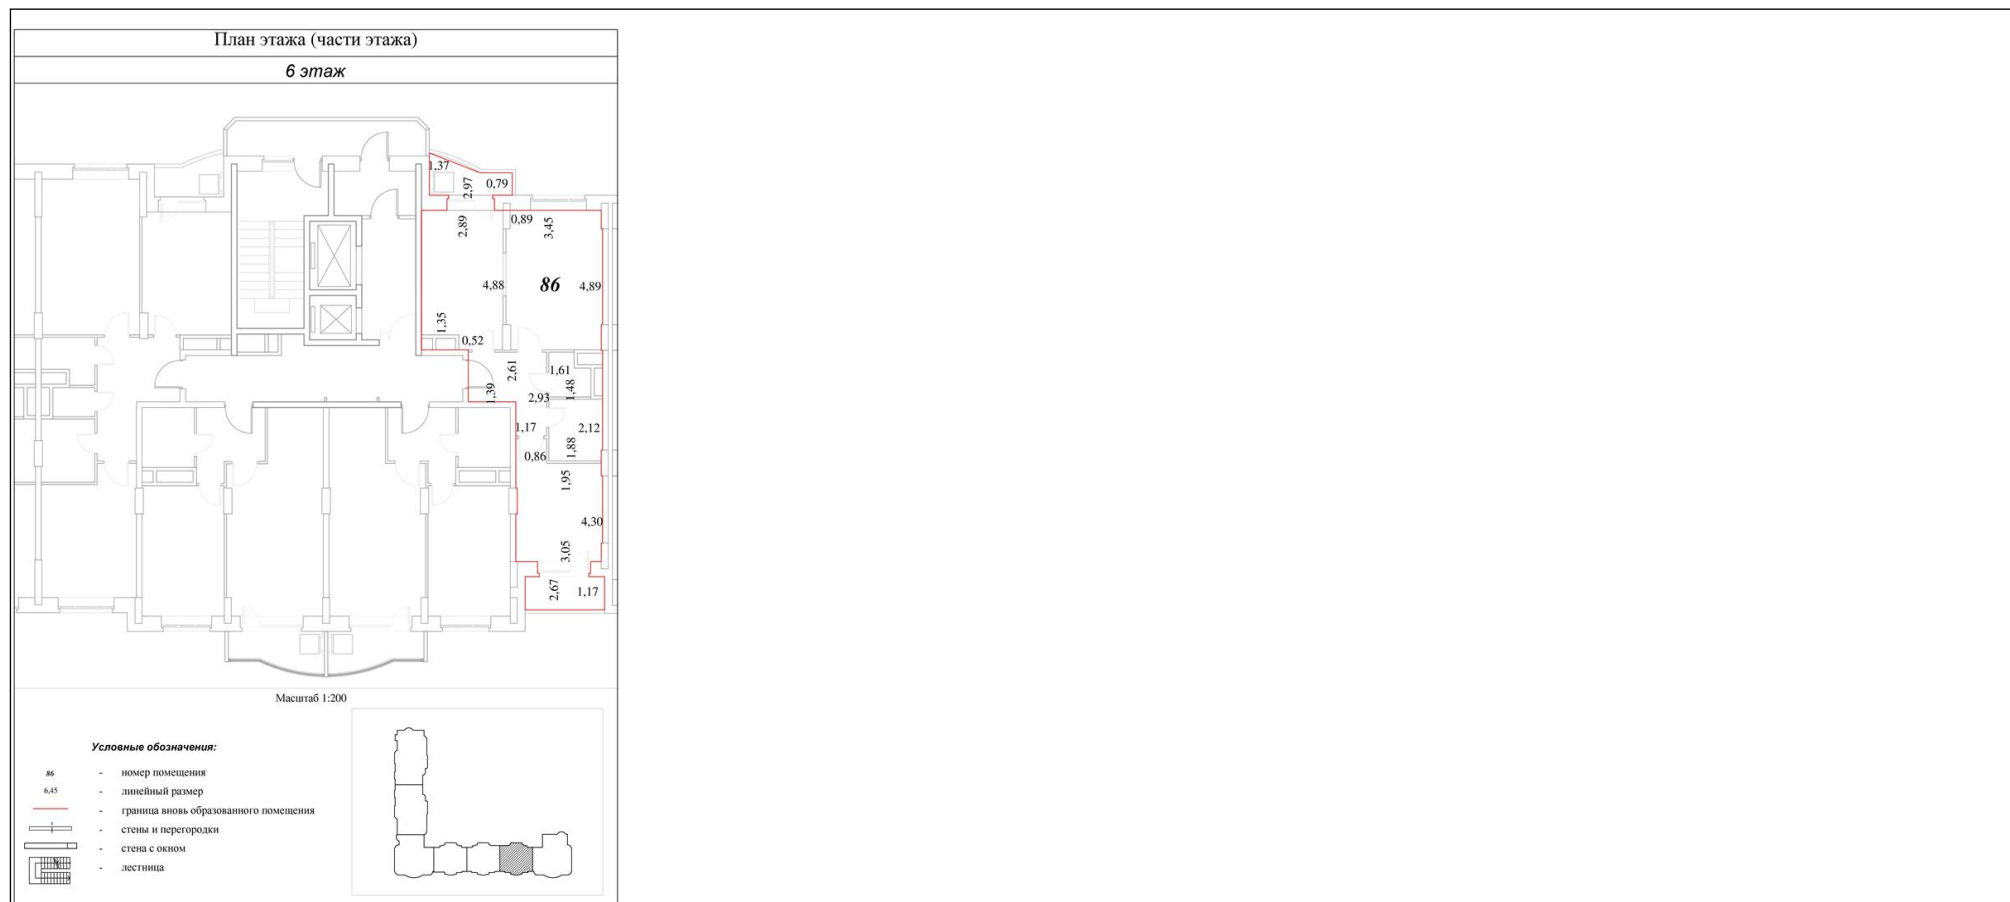 План этажа (части этажа)
6 этаж
1,37
2,97
0,79
2,89
0,89
3,45
4,88
86
4,89
1,35
0,52
2,61
1,61
1,39
2,93
1,48
1,17
2,12
0,86
1,88
1,95
4,30
3,05
2,67
1,17
Масштаб 1:200
Условные обозначения:
86 - номер помещения
6,45 - линейный размер
- граница вновь образованного помещения
- стены и перегородки
- стена с окном
- лестница